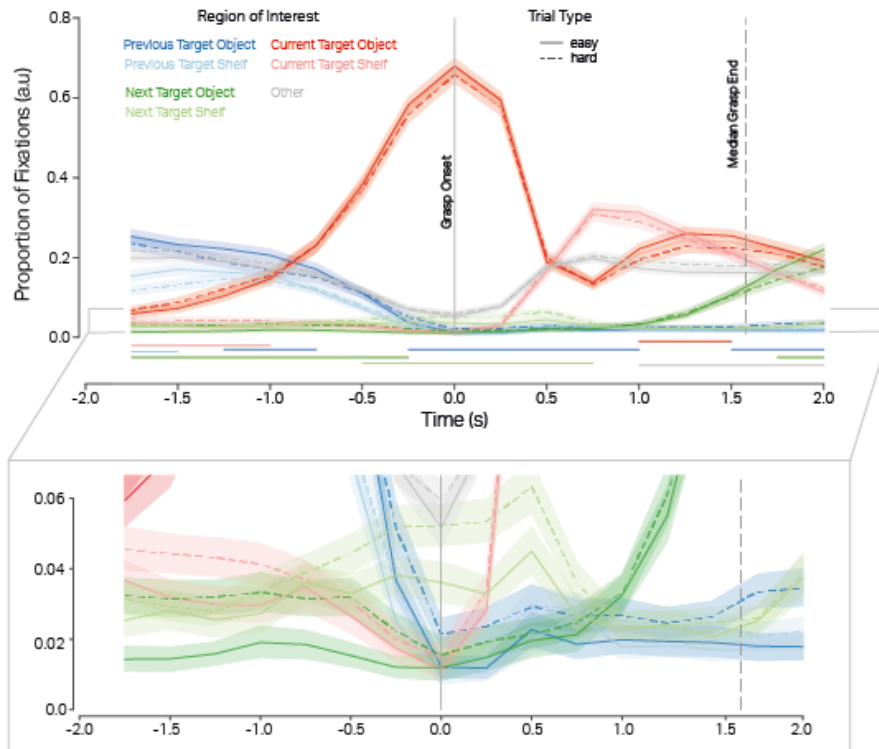 Region of Interest
Trial Type
Previous Target Object
Current Target Object
easy
Previous Target Shelf
Current Target Shelf
hard
Next Target Object
Other
Next Target Shelf
Proportion of Fixations (a.u)
0.8
0.6
0.4
0.2
0.0
Grasp Onset
Median Grasp End
-2.0 -1.5 -1.0 -0.5 0.0 0.5 1.0 1.5 2.0
Time (s)
0.06
0.04
0.02
0.0
-2.0 -1.5 -1.0 -0.5 0.0 0.5 1.0 1.5 2.0